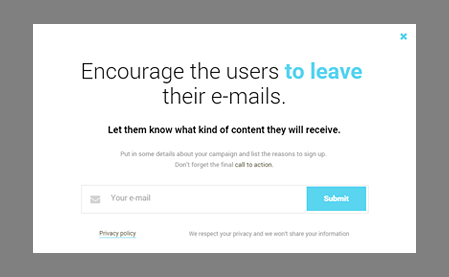 Encourage the users to leave
their e-mails.
Let them know what kind of content they will receive.
Put in some details about your campaign and list the reasons to sign up.
Don't forget the final call to action.
Your e-mail
Submit
Privacy policy
We respect your privacy and we won't share your information